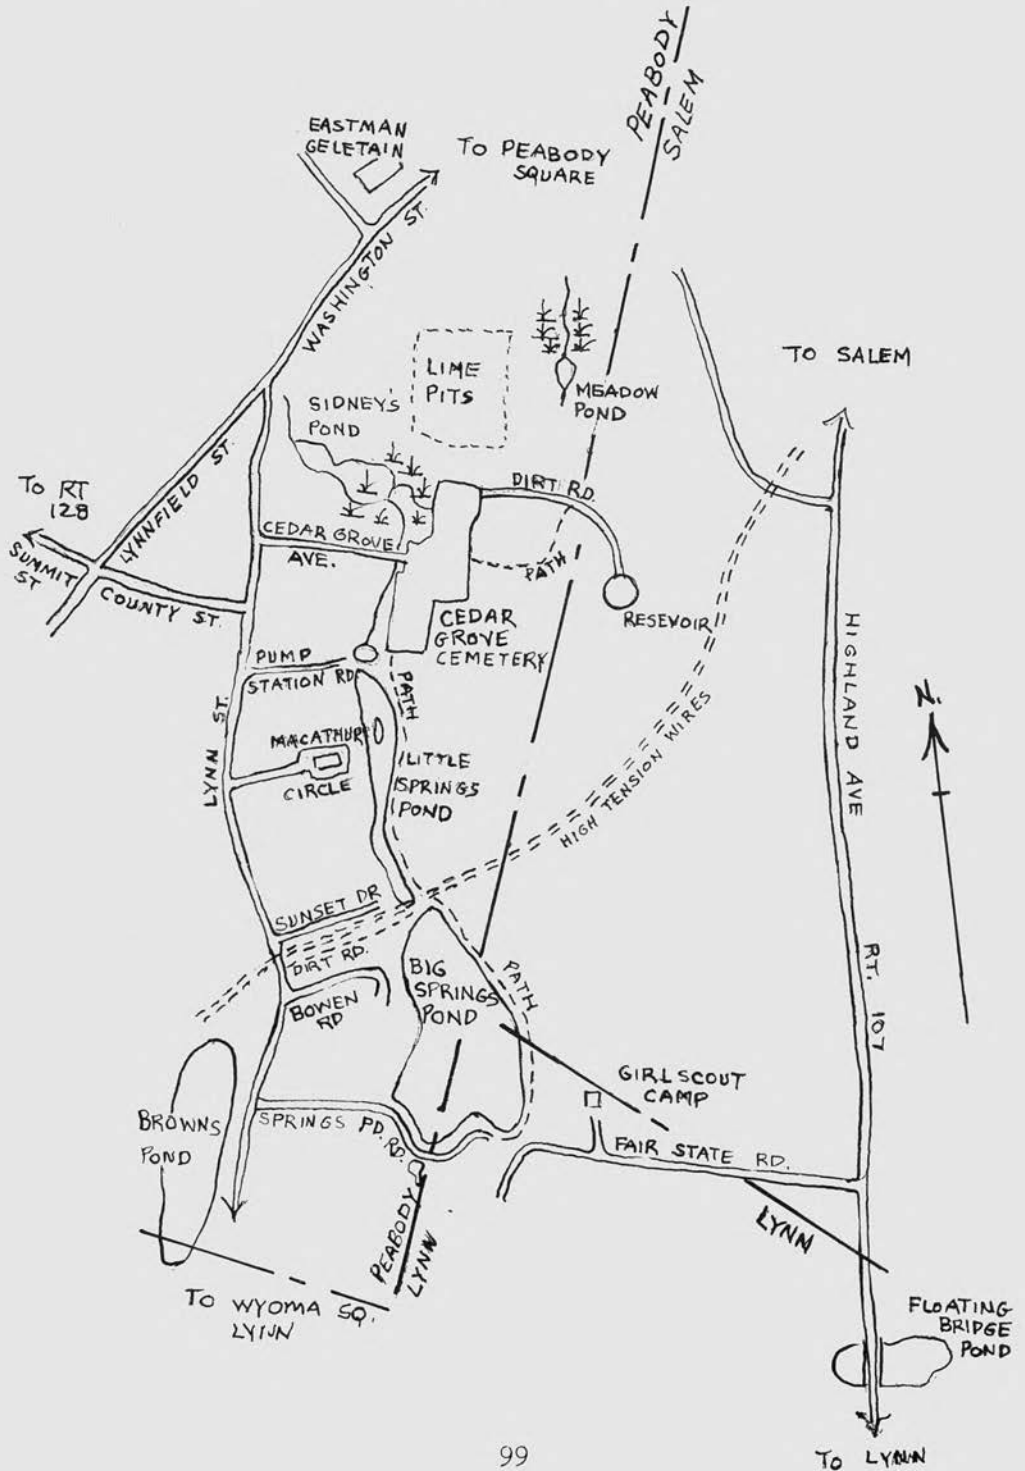 PEABODY
SALEM
EASTMAN
GELETAIN
TO PEABODY
SQUARE
WASHINGTON ST.
TO SALEM
LIME
PITS
MEADOW
POND
SIDNEY'S
POND
TO RT
128
LYNNFIELD ST.
DIRT RD.
CEDAR GROVE
AVE.
SUMMIT
ST
COUNTY ST.
PATH
RESEVOIR
CEDAR
GROVE
CEMETERY
HIGHLAND AVE
PUMP
STATION RD.
PATH
LYNN ST.
MACATHUR
CIRCLE
LITTLE
SPRINGS
POND
HIGH TENSION WIRES
N.
SUNSET DR
DIRT RD.
BOWEN
RD
BIG
SPRINGS
POND
PATH
RT. 107
GIRLSCOUT
CAMP
BROWNS
POND
SPRINGS PD. RD.
FAIR STATE RD.
PEABODY
LYNN
LYNN
TO WYOMA SQ.
LYNN
FLOATING
BRIDGE
POND
99
TO LYNN